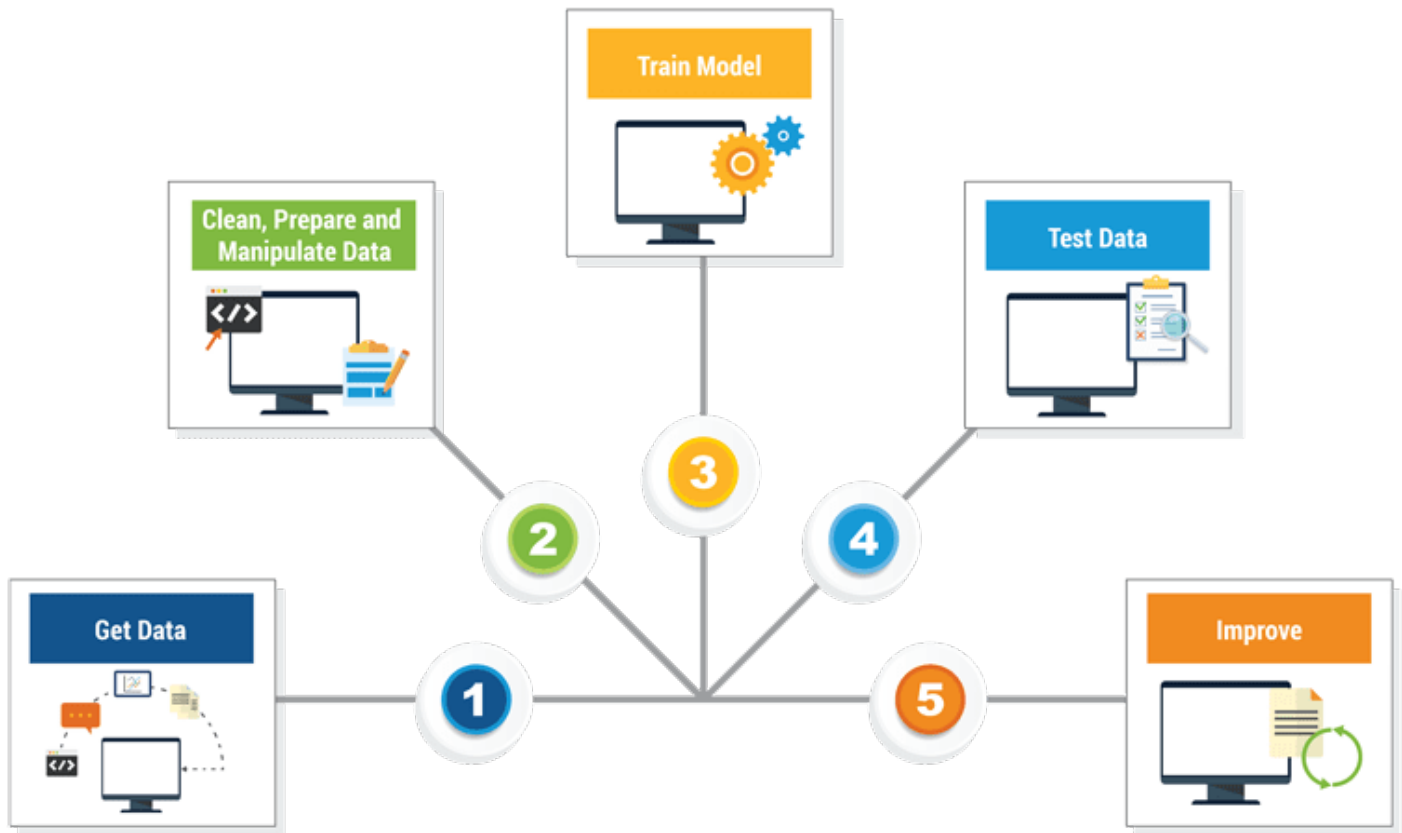 Train Model
Clean, Prepare and
Manipulate Data
</>
Test Data
3
2
4
Get Data
</>
Improve
1
5